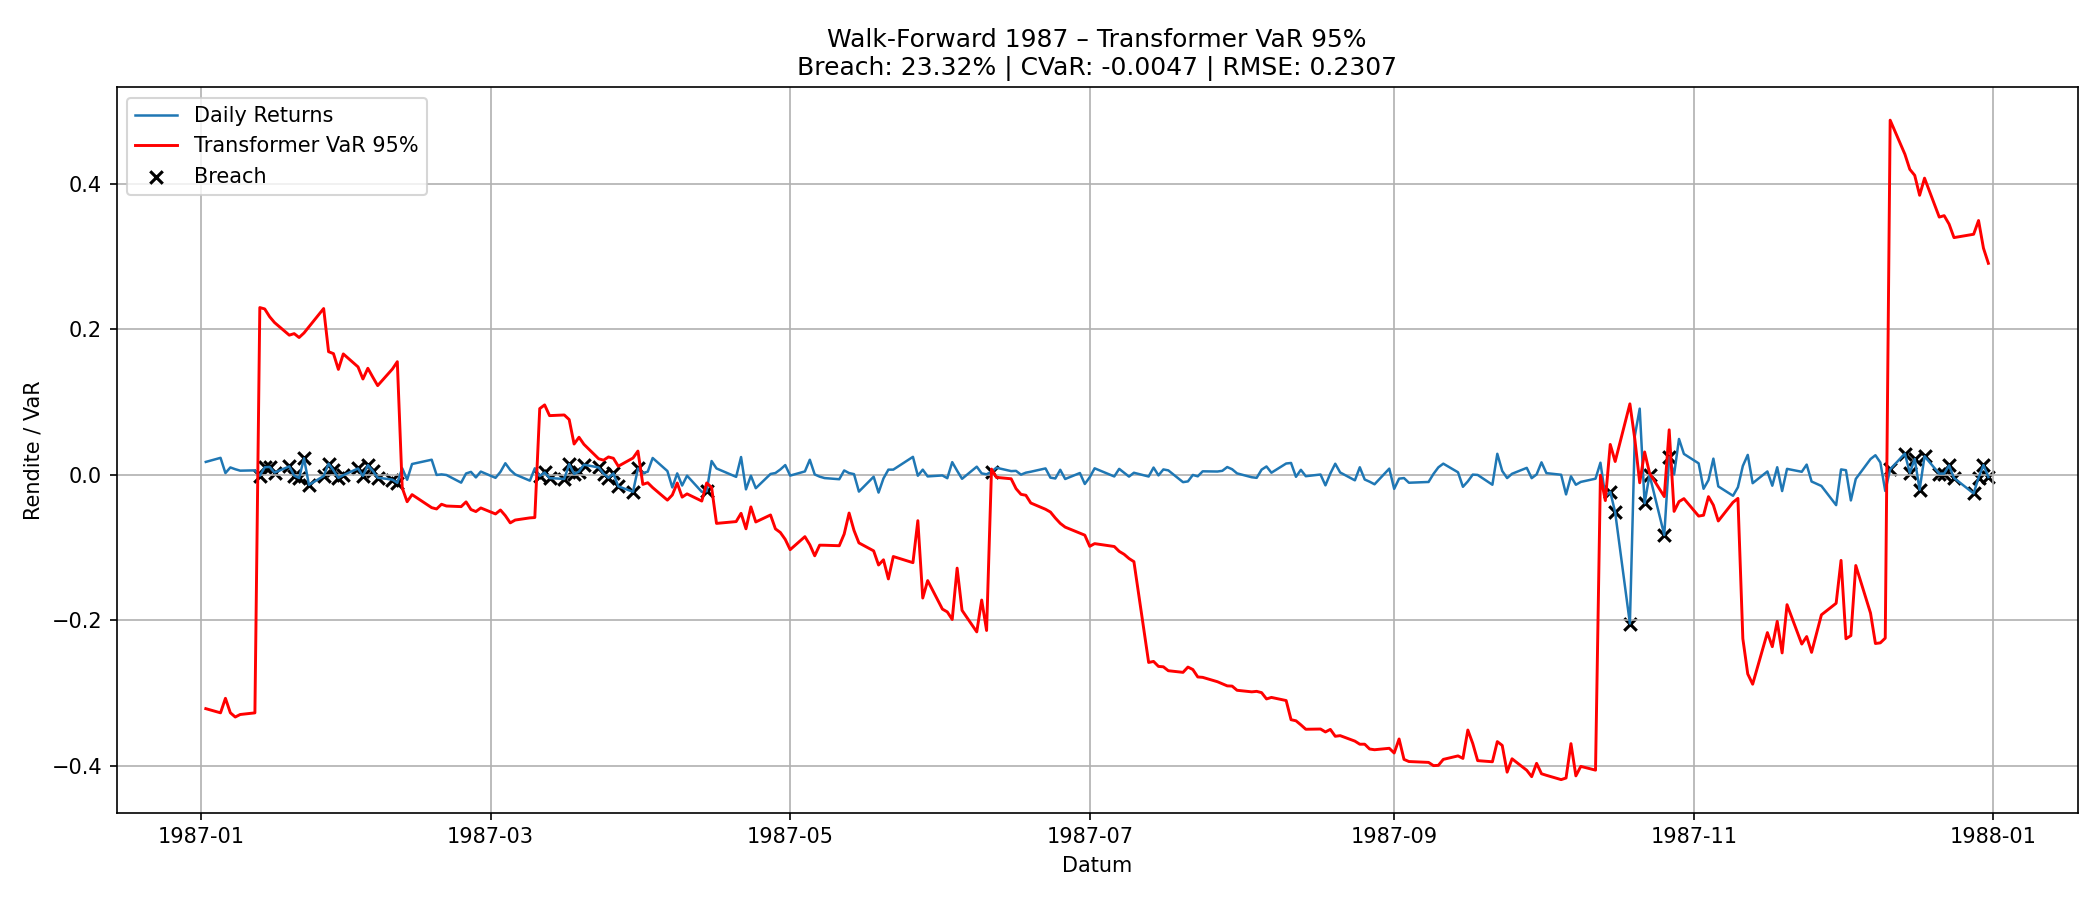 Walk-Forward 1987 – Transformer VaR 95%
Breach: 23.32% | CVaR: -0.0047 | RMSE: 0.2307
Daily Returns
Transformer VaR 95%
Breach
Rendite / VaR
0.4
0.2
0.0
−0.2
−0.4
1987-01
1987-03
1987-05
1987-07
1987-09
1987-11
1988-01
Datum